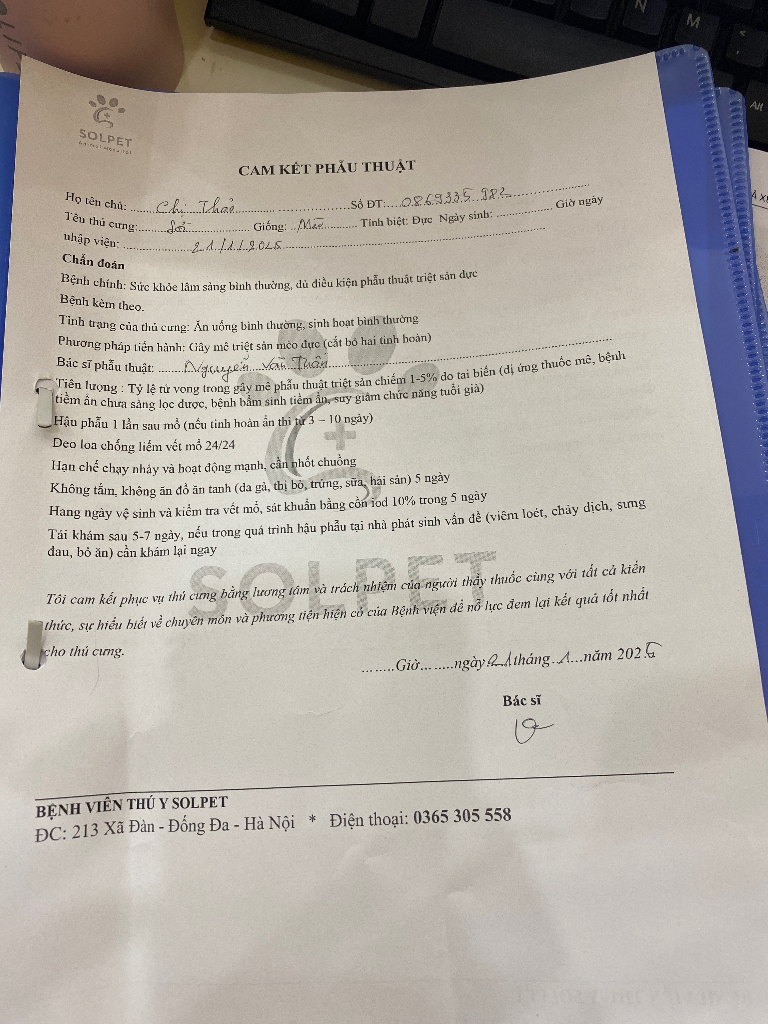 SOLPET
Animal Hospital
CAM KẾT PHẪU THUẬT
Họ tên chủ: Chị Thảo Số ĐT: 0869335 982
Tên thú cưng: Giống: Mèo Tính biệt: Đực Ngày sinh: Giờ ngày
nhập viện: 21/1/2025
Chẩn đoán
Bệnh chính: Sức khỏe lâm sàng bình thường, đủ điều kiện phẫu thuật triệt sản đực
Bệnh kèm theo.
Tình trạng của thú cưng: Ăn uống bình thường, sinh hoạt bình thường
Phương pháp tiến hành: Gây mê triệt sản mèo đực (cắt bỏ hai tinh hoàn)
Bác sĩ phẫu thuật: Nguyễn Văn Thân
Tiên lượng : Tỷ lệ tử vong trong gây mê phẫu thuật triệt sản chiếm 1-5% do tai biến (dị ứng thuốc mê, bệnh
tiềm ẩn chưa sàng lọc được, bệnh bẩm sinh tiềm ẩn, suy giảm chức năng tuổi già)
Hậu phẫu 1 lần sau mổ (nếu tinh hoàn ẩn thì từ 3 – 10 ngày)
Đeo loa chống liếm vết mổ 24/24
Hạn chế chạy nhảy và hoạt động mạnh, cần nhốt chuồng
Không tắm, không ăn đồ ăn tanh (da gà, thị bò, trứng, sữa, hải sản) 5 ngày
Hang ngày vệ sinh và kiểm tra vết mổ, sát khuẩn bằng cồn iod 10% trong 5 ngày
Tái khám sau 5-7 ngày, nếu trong quá trình hậu phẫu tại nhà phát sinh vấn đề (viêm loét, chảy dịch, sưng
đau, bỏ ăn) cần khám lại ngay
SOLPET
Tôi cam kết phục vụ thú cưng bằng lương tâm và trách nhiệm của người thầy thuốc cùng với tất cả kiến
thức, sự hiểu biết về chuyên môn và phương tiện hiện có của Bệnh viện để nỗ lực đem lại kết quả tốt nhất
cho thú cưng.
........Giờ........ngày 21 tháng 1 năm 2025
Bác sĩ
BỆNH VIÊN THÚ Y SOLPET
ĐC: 213 Xã Đàn - Đống Đa - Hà Nội * Điện thoại: 0365 305 558
N
M
Alt